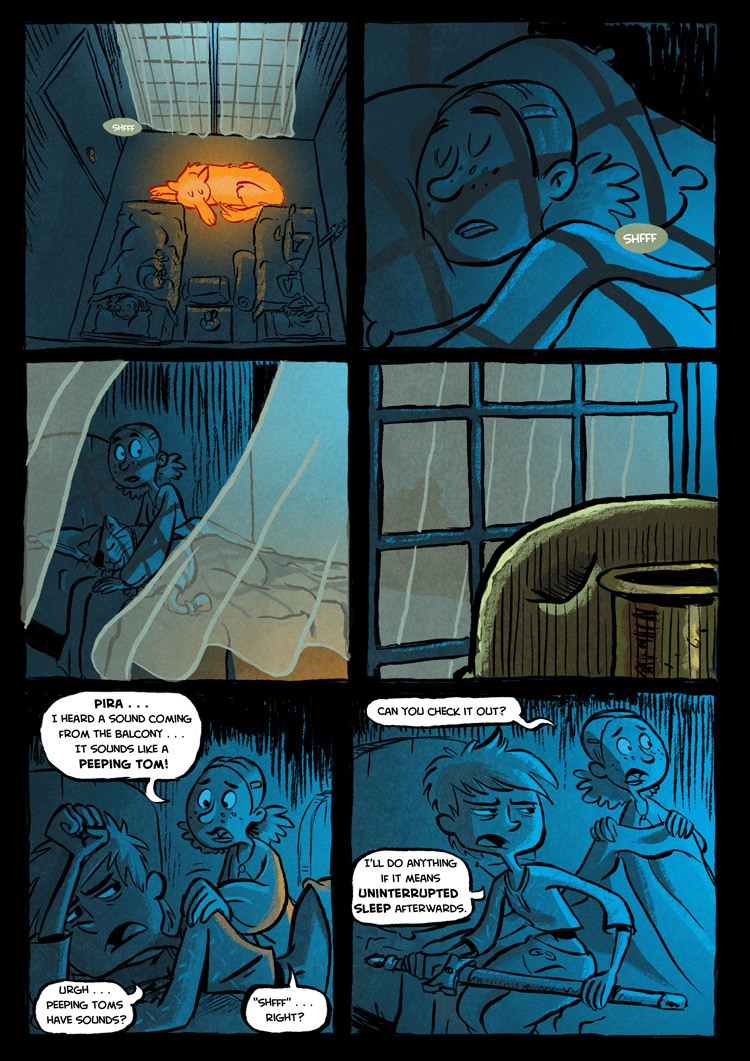 SHFFF
SHFFF
PIRA . . .
I HEARD A SOUND COMING
FROM THE BALCONY . . .
IT SOUNDS LIKE A
PEEPING TOM!
URGH . . .
PEEPING TOMS
HAVE SOUNDS?
"SHFFF" . . .
RIGHT?
CAN YOU CHECK IT OUT?
I'LL DO ANYTHING
IF IT MEANS
UNINTERRUPTED
SLEEP AFTERWARDS.